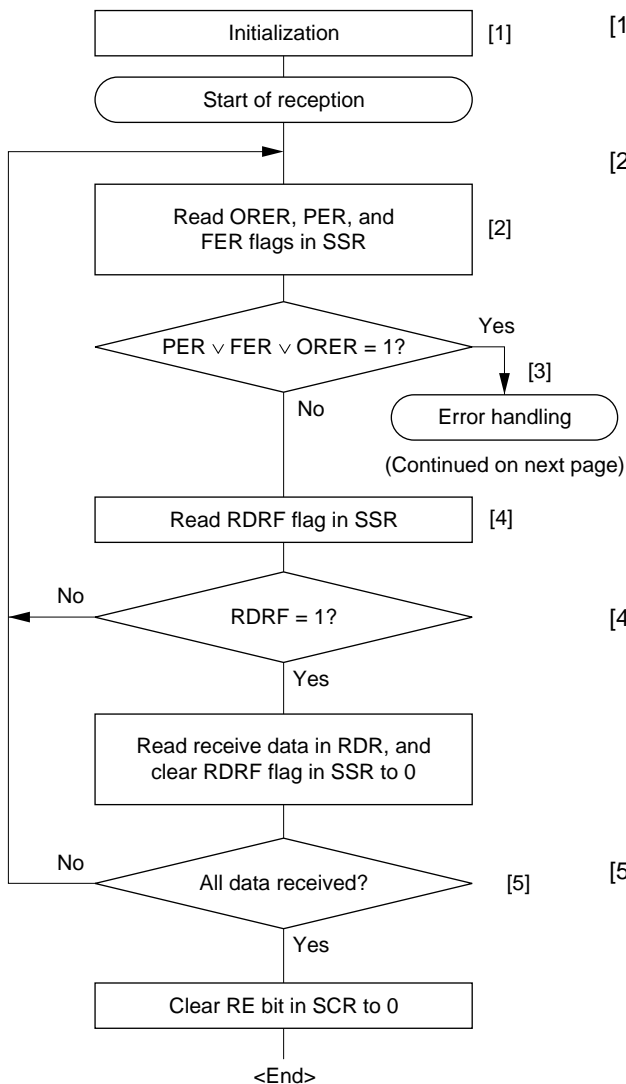 Initialization
[1]
[1
Start of reception
[2
Read ORER, PER, and
FER flags in SSR
[2]
Yes
PER ∨ FER ∨ ORER = 1?
[3]
No
Error handling
(Continued on next page)
Read RDRF flag in SSR
[4]
No
RDRF = 1?
[4
Yes
Read receive data in RDR, and
clear RDRF flag in SSR to 0
No
All data received?
[5]
[5
Yes
Clear RE bit in SCR to 0
<End>